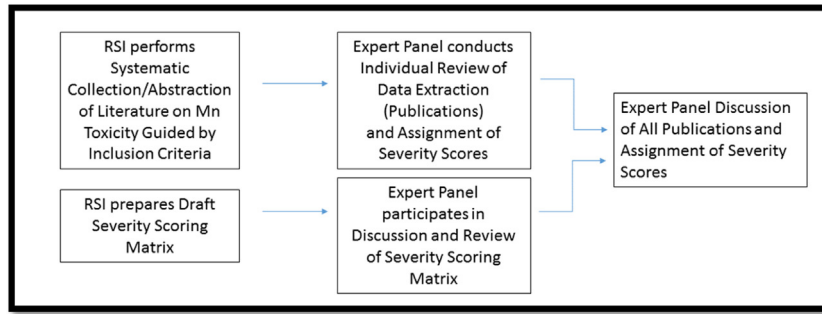 RSI performs
Systematic
Collection/Abstraction
of Literature on Mn
Toxicity Guided by
Inclusion Criteria
Expert Panel conducts
Individual Review of
Data Extraction
(Publications)
and Assignment of
Severity Scores
Expert Panel Discussion
of All Publications and
Assignment of Severity
Scores
RSI prepares Draft
Severity Scoring
Matrix
Expert Panel
participates in
Discussion and Review
of Severity Scoring
Matrix